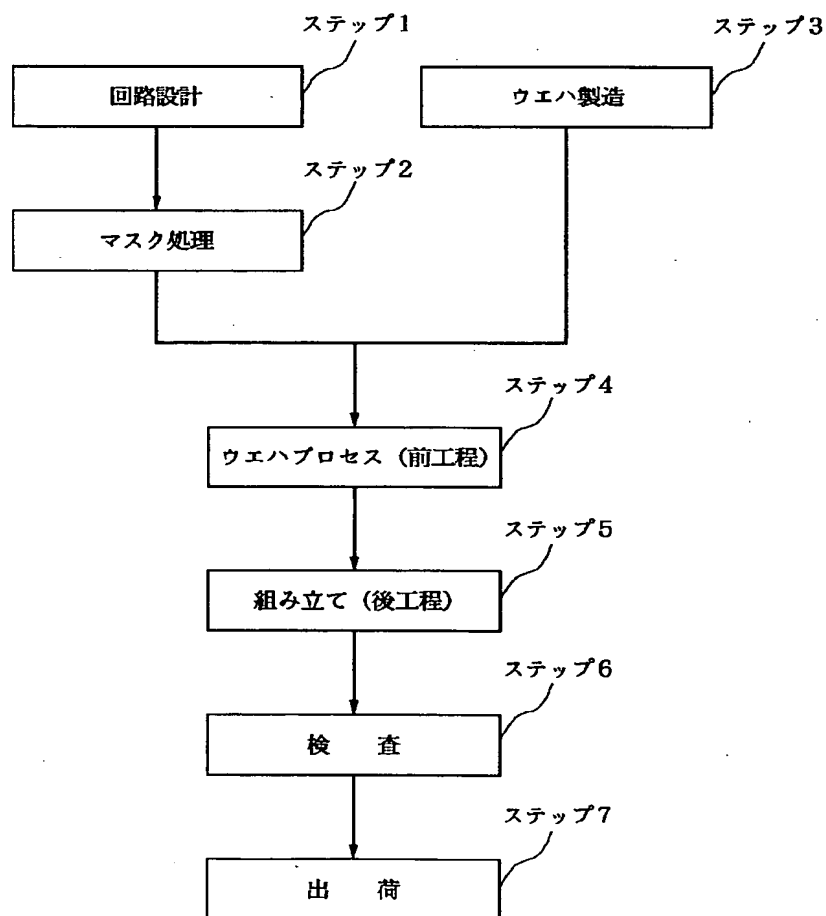 ステップ1
回路設計
ステップ3
ウエハ製造
ステップ2
マスク処理
ステップ4
ウエハプロセス (前工程)
ステップ5
組み立て (後工程)
ステップ6
検 査
ステップ7
出 荷